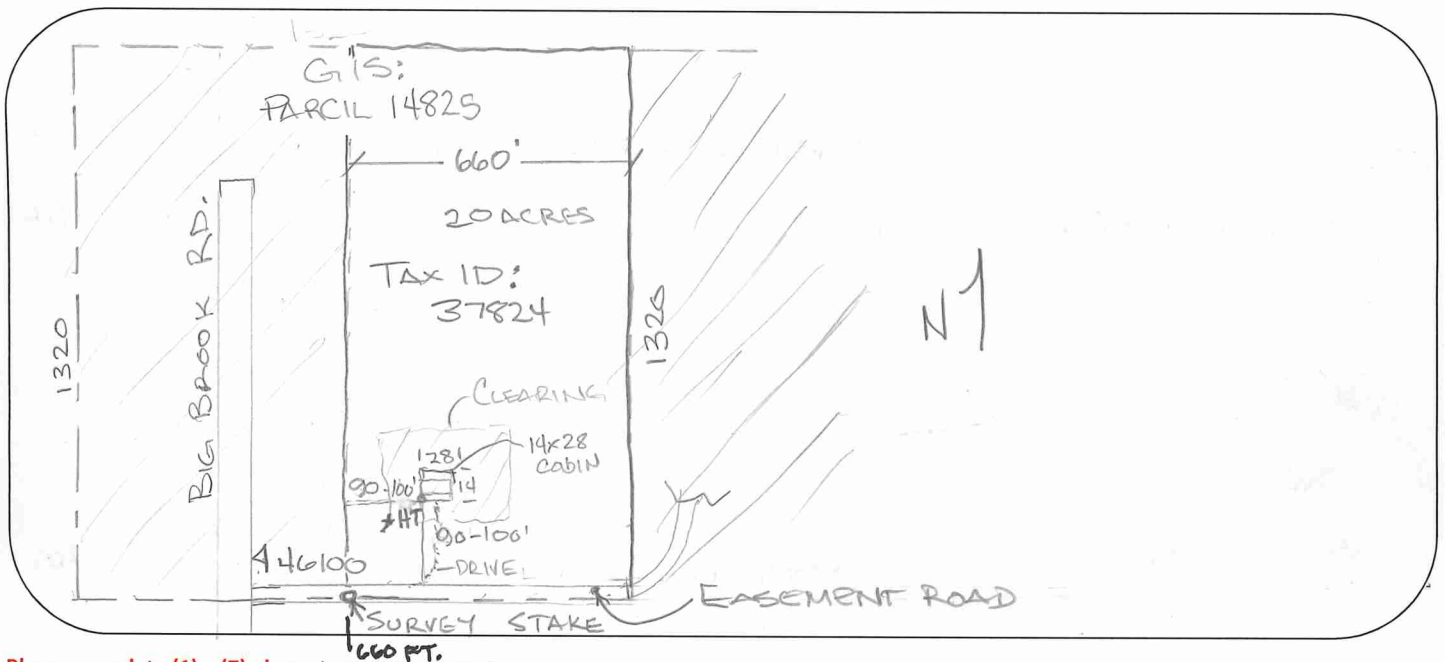 GIS:
PARCIL 14825
660'
20 ACRES
TAX ID:
37824
BIG BROOK RD.
1320
1320
N
CLEARING
14x28
CABIN
28
14
90-100'
*HT
90-100'
DRIVE
46100
EASEMENT ROAD
SURVEY STAKE
660 FT.